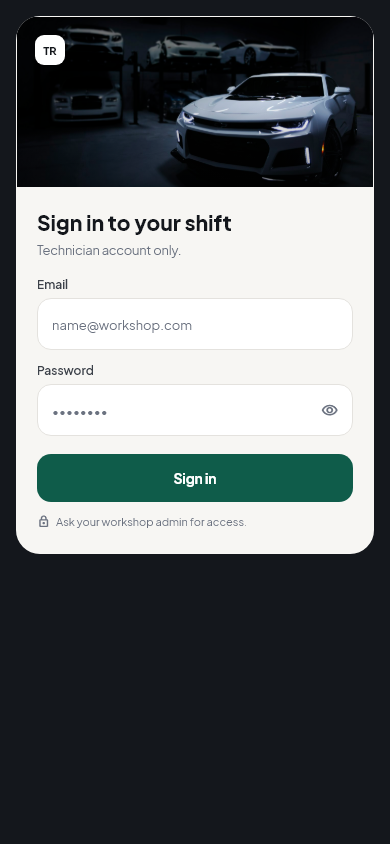 TR
Sign in to your shift
Technician account only.
Email
name@workshop.com
Password
••••••••
Sign in
Ask your workshop admin for access.